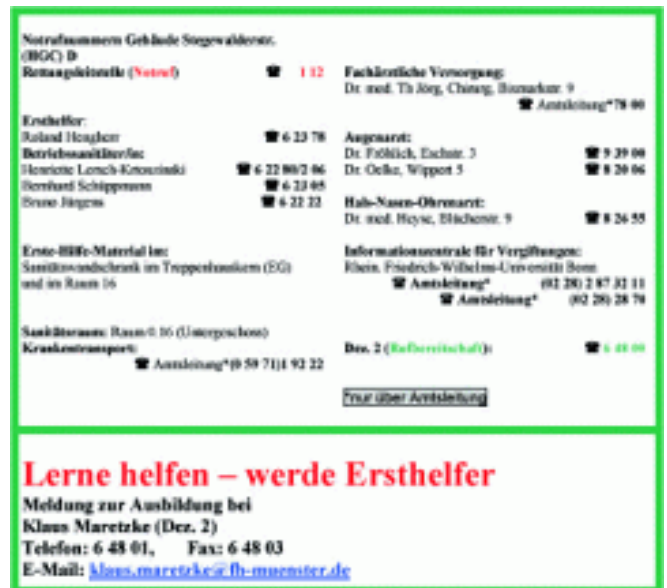 Notrufnummern Gebäude Stegewalderstr.
(HGC) D
Rettungsleitstelle (Notruf) ☎ 1 12
Fachärztliche Versorgung:
Dr. med. Th Jörg, Chirurg, Bismarkstr. 9
☎ Amtsleitung*78 00
Ersthelfer:
Roland Hengherr ☎ 6 23 78
Betriebssanitäter/in:
Henriette ☎ 6 22 80/2 06
Bernhard Schippmann ☎ 6 23 05
Bruno Jürgens ☎ 6 22 22
Augenarzt:
Dr. Fröhlich, Eschstr. 3 ☎ 9 39 00
Dr. Oelke, Wippert 5 ☎ 8 20 06
Hals-Nasen-Ohrenarzt:
Dr. med. Heyse, Blücherstr. 9 ☎ 8 26 55
Erste-Hilfe-Material im:
Sanitätswandschrank im Treppenhauskern (EG)
und im Raum 16
Informationszentrale für Vergiftungen:
Rhein. Friedrich-Wilhelms-Universität Bonn
☎ Amtsleitung* (02 28) 2 87 32 11
☎ Amtsleitung* (02 28) 28 70
Sanitätsraum: Raum 0.16 (Untergeschoss)
Krankentransport:
☎ Amtsleitung*(0 59 71)1 92 22
Dez. 2 (Rufbereitschaft): ☎ 6 48 00
*nur über Amtsleitung
Lerne helfen – werde Ersthelfer
Meldung zur Ausbildung bei
Klaus Maretzke (Dez. 2)
Telefon: 6 48 01, Fax: 6 48 03
E-Mail: klaus.maretzke@fh-muenster.de